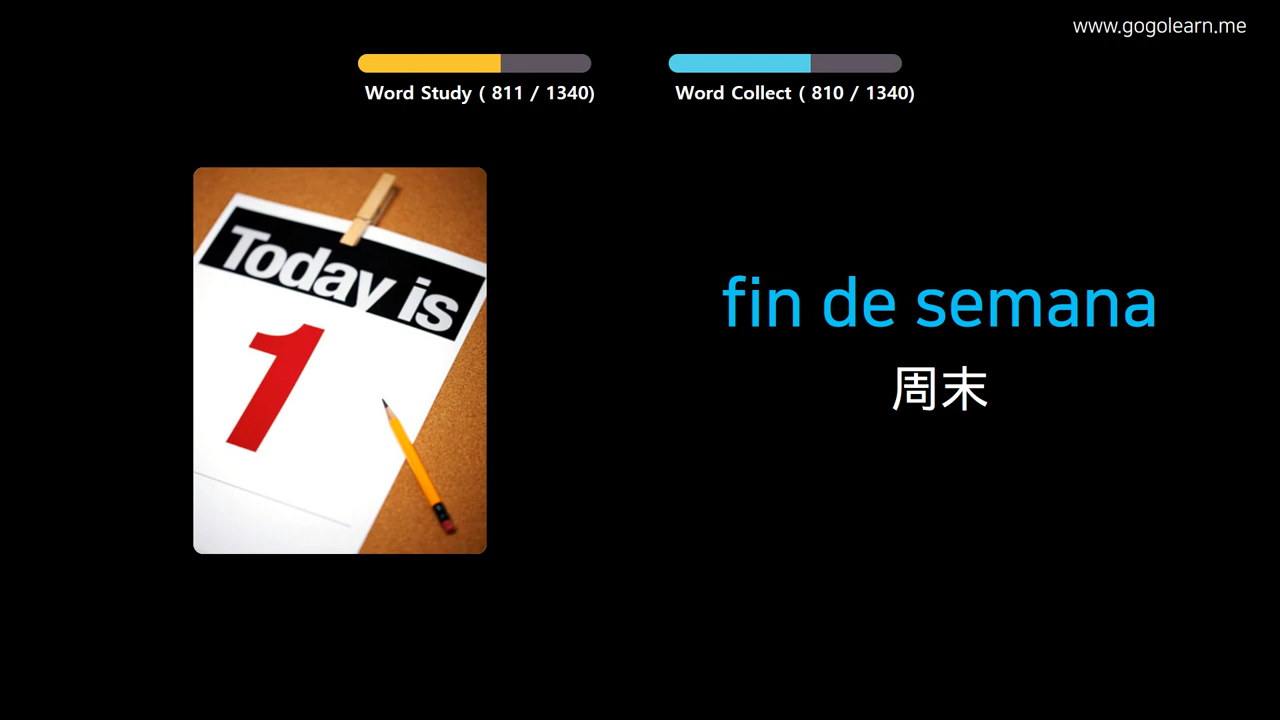 www.gogolearn.me
Word Study ( 811 / 1340)
Word Collect ( 810 / 1340)
Today is
1
fin de semana
周末